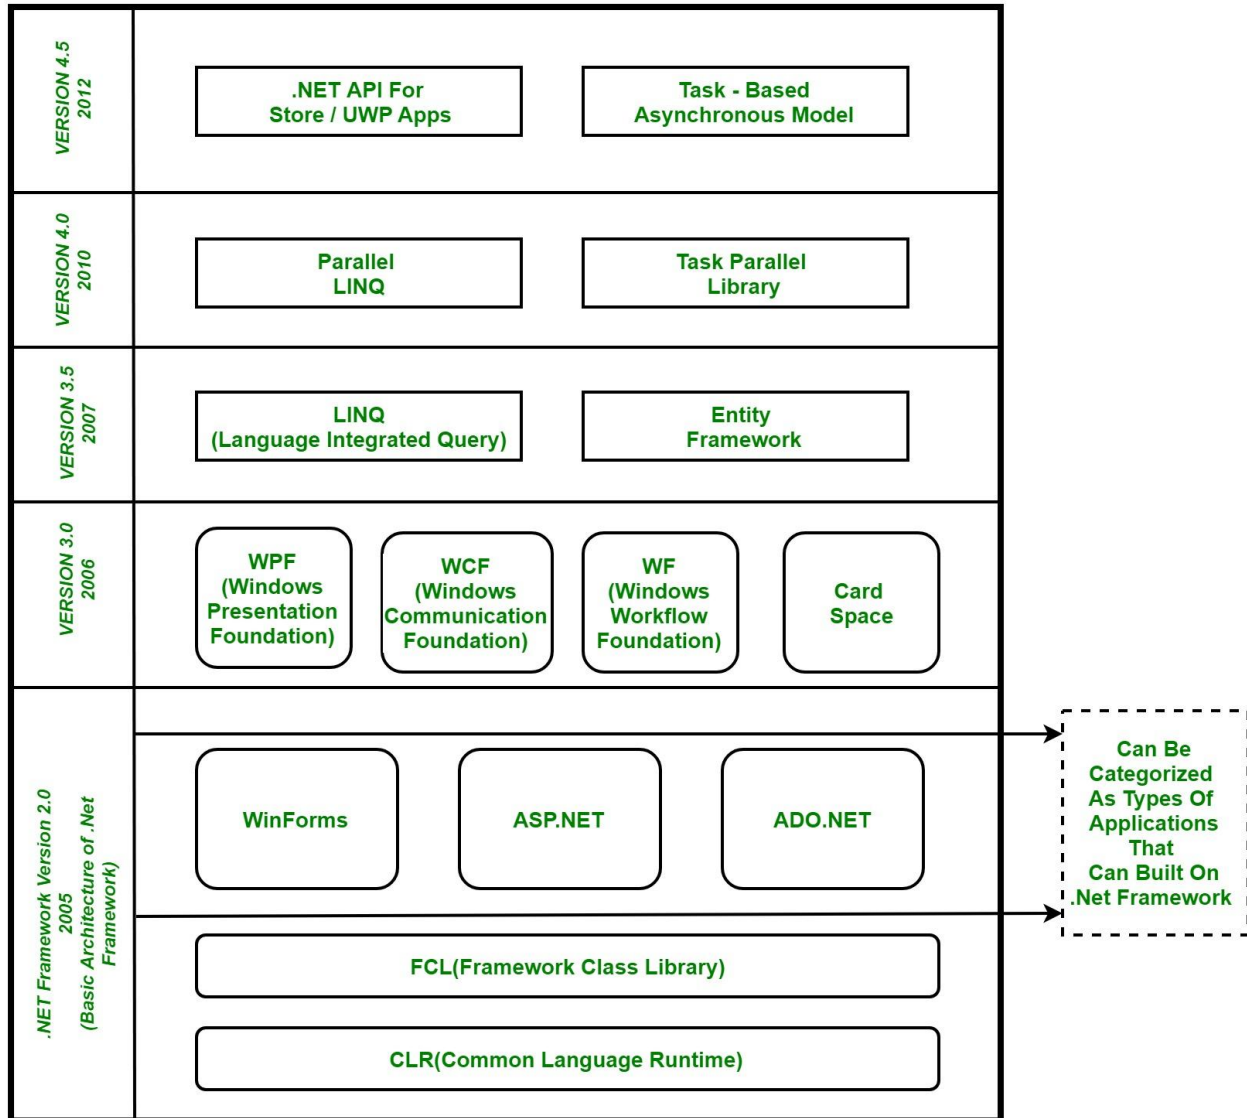 VERSION 4.5
2012
.NET API For
Store / UWP Apps
Task - Based
Asynchronous Model
VERSION 4.0
2010
Parallel
LINQ
Task Parallel
Library
VERSION 3.5
2007
LINQ
(Language Integrated Query)
Entity
Framework
VERSION 3.0
2006
WPF
(Windows
Presentation
Foundation)
WCF
(Windows
Communication
Foundation)
WF
(Windows
Workflow
Foundation)
Card
Space
.NET Framework Version 2.0
2005
(Basic Architecture of .Net
Framework)
WinForms
ASP.NET
ADO.NET
Can Be
Categorized
As Types Of
Applications
That
Can Built On
.Net Framework
FCL(Framework Class Library)
CLR(Common Language Runtime)